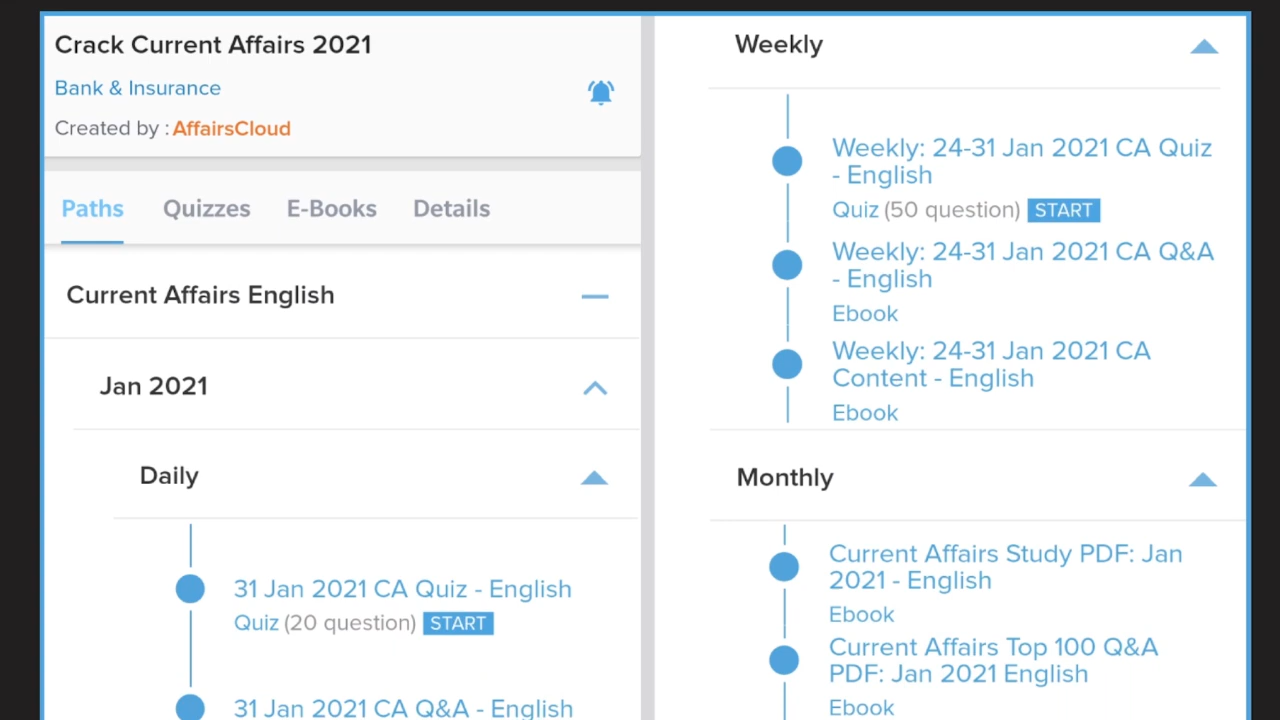 Crack Current Affairs 2021
Bank & Insurance
Created by : AffairsCloud
Paths Quizzes E-Books Details
Current Affairs English
Jan 2021
Daily
31 Jan 2021 CA Quiz - English
Quiz (20 question) START
31 Jan 2021 CA Q&A - English
Weekly
Weekly: 24-31 Jan 2021 CA Quiz
- English
Quiz (50 question) START
Weekly: 24-31 Jan 2021 CA Q&A
- English
Ebook
Weekly: 24-31 Jan 2021 CA
Content - English
Ebook
Monthly
Current Affairs Study PDF: Jan
2021 - English
Ebook
Current Affairs Top 100 Q&A
PDF: Jan 2021 English
Ebook